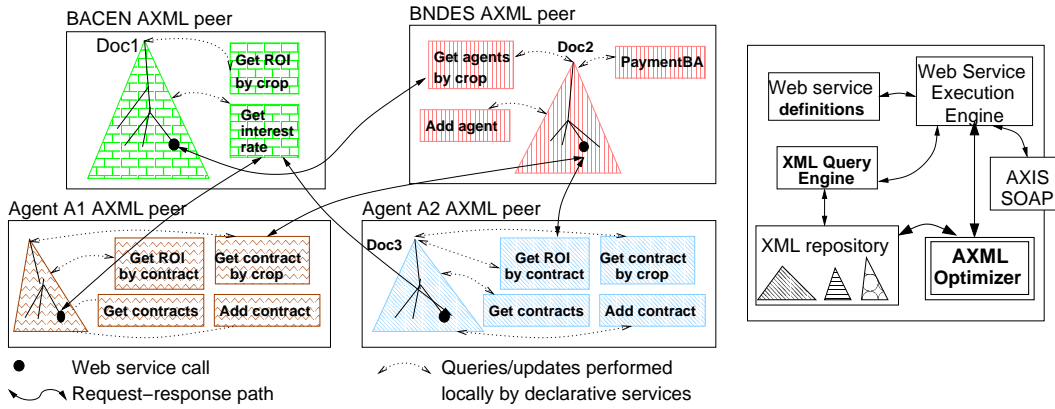 BACEN AXML peer
Doc1
Get ROI
by crop
Get
interest
rate
BNDES AXML peer
Get agents
by crop
Doc2
PaymentBA
Add agent
Agent A1 AXML peer
Get ROI
by contract
Get contract
by crop
Get contracts
Add contract
Agent A2 AXML peer
Doc3
Get ROI
by contract
Get contract
by crop
Get contracts
Add contract
Web service call
Request−response path
Queries/updates performed
locally by declarative services
Web service
definitions
Web Service
Execution
Engine
XML Query
Engine
AXIS
SOAP
XML repository
AXML
Optimizer